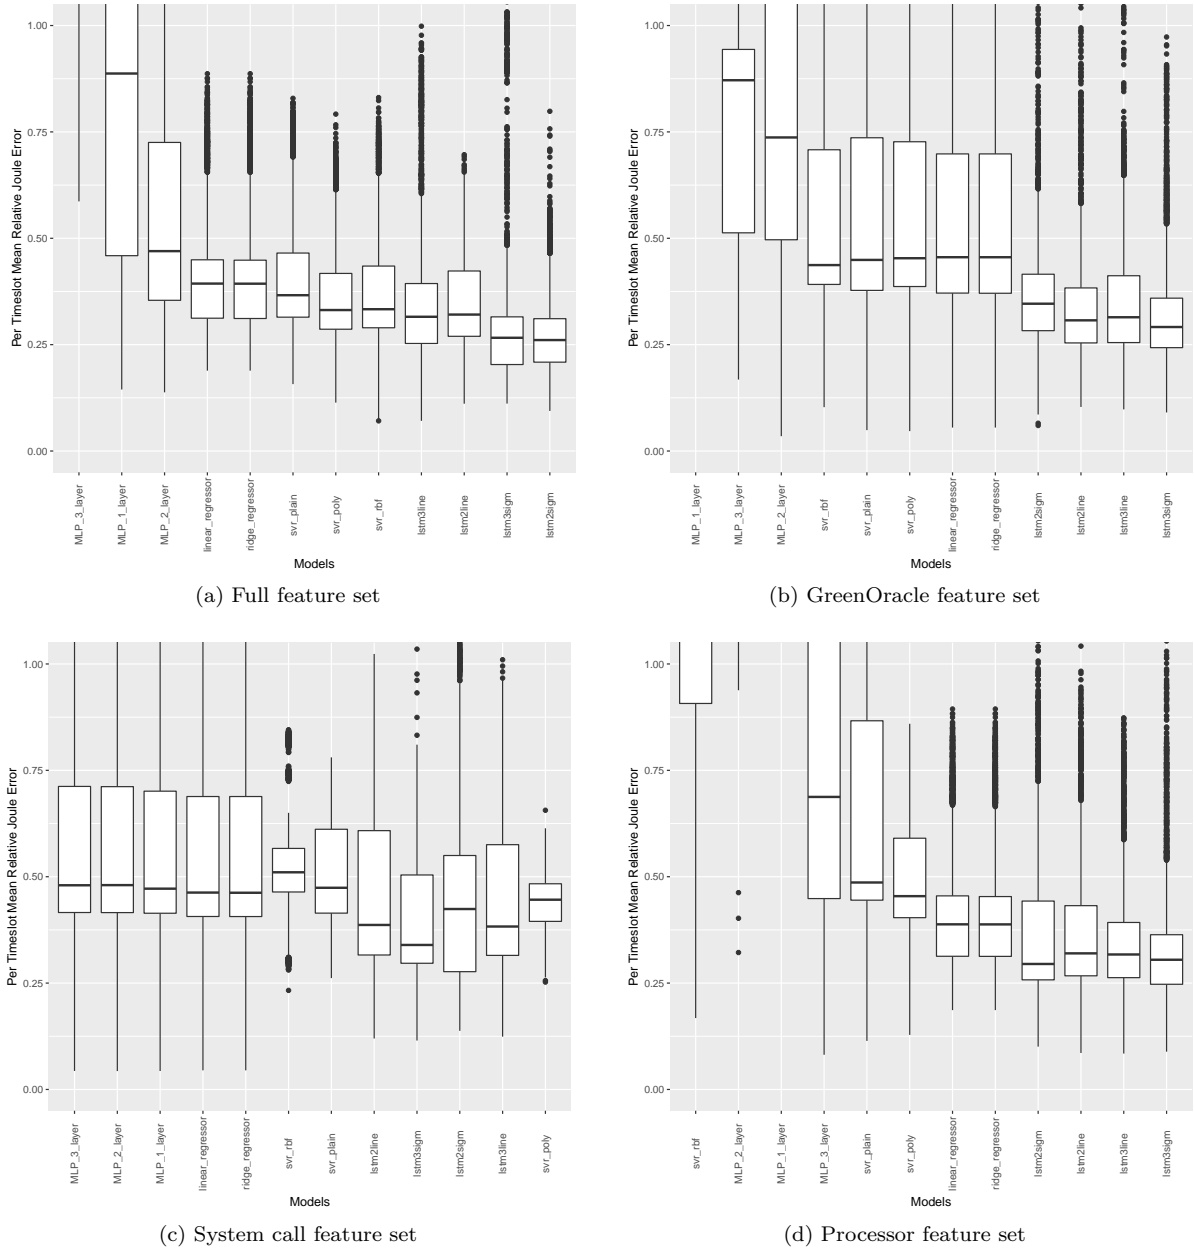 Per Timeslot Mean Relative Joule Error
1.00
0.75
0.50
0.25
0.00
MLP_3_layer
MLP_1_layer
MLP_2_layer
linear_regressor
ridge_regressor
svr_plain
svr_poly
svr_rbf
lstm3line
lstm2line
lstm3sigm
lstm2sigm
Models
(a) Full feature set
Per Timeslot Mean Relative Joule Error
1.00
0.75
0.50
0.25
0.00
MLP_1_layer
MLP_3_layer
MLP_2_layer
svr_rbf
svr_plain
svr_poly
linear_regressor
ridge_regressor
lstm2sigm
lstm2line
lstm3line
lstm3sigm
Models
(b) GreenOracle feature set
Per Timeslot Mean Relative Joule Error
1.00
0.75
0.50
0.25
0.00
MLP_3_layer
MLP_2_layer
MLP_1_layer
linear_regressor
ridge_regressor
svr_rbf
svr_plain
lstm2line
lstm3sigm
lstm2sigm
lstm3line
svr_poly
Models
(c) System call feature set
Per Timeslot Mean Relative Joule Error
1.00
0.75
0.50
0.25
0.00
svr_rbf
MLP_2_layer
MLP_1_layer
MLP_3_layer
svr_plain
svr_poly
linear_regressor
ridge_regressor
lstm2sigm
lstm2line
lstm3line
lstm3sigm
Models
(d) Processor feature set